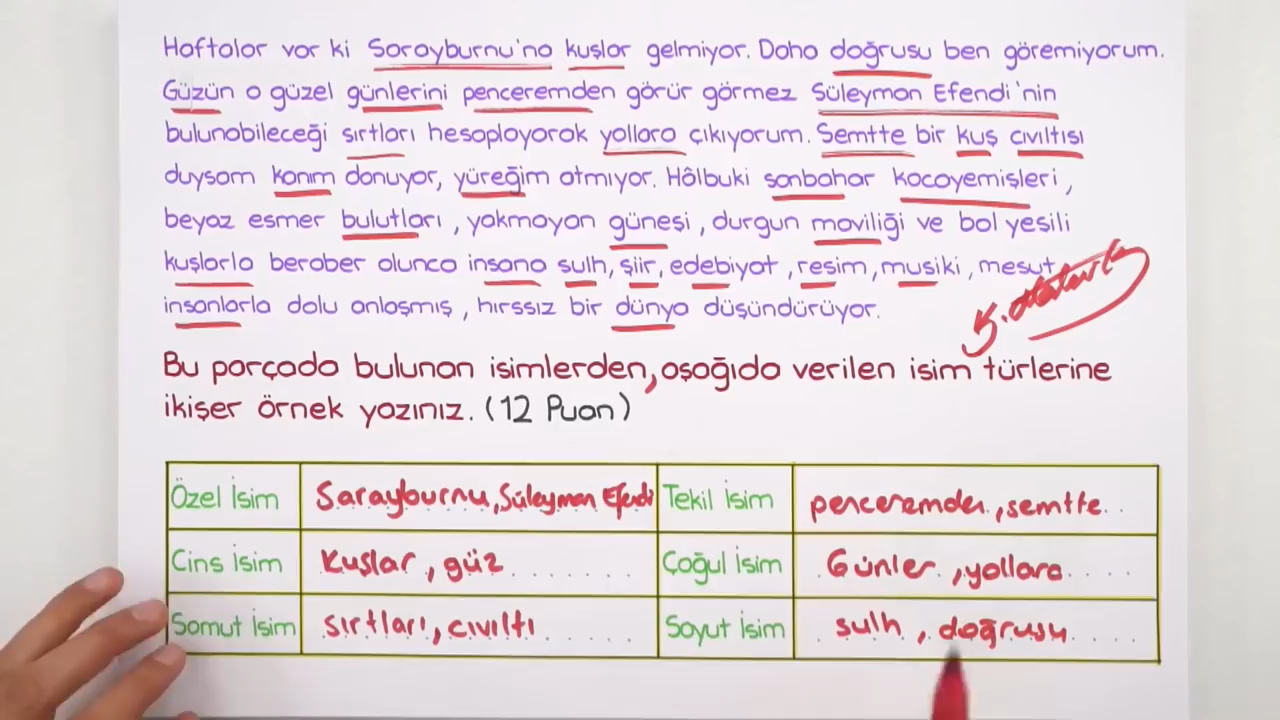 Haftalar var ki Sarayburnu'na kuşlar gelmiyor. Daha doğrusu ben göremiyorum.
Güzün o güzel günlerini penceremden görür görmez Süleyman Efendi'nin
bulunabileceği sırtları hesaplayarak yollara çıkıyorum. Semtte bir kuş cıvıltısı
duysam kanım donuyor, yüreğim atmıyor. Hâlbuki sonbahar kocayemişleri,
beyaz esmer bulutları, yakmayan güneşi, durgun maviliği ve bol yeşili
kuşlarla beraber olunca insana sulh, şiir, edebiyat, resim, musiki, mesut
insanlarla dolu anlaşmış, hırssız bir dünya düşündürüyor.
Bu parçada bulunan isimlerden, aşağıda verilen isim türlerine
ikişer örnek yazınız. (12 Puan)
Özel İsim Sarayburnu, Süleyman Efendi Tekil İsim penceremden, semtte
Cins İsim Kuşlar, güz Çoğul İsim Günler, yollara
Somut İsim sırtları, cıvıltı Soyut İsim sulh, doğrusu